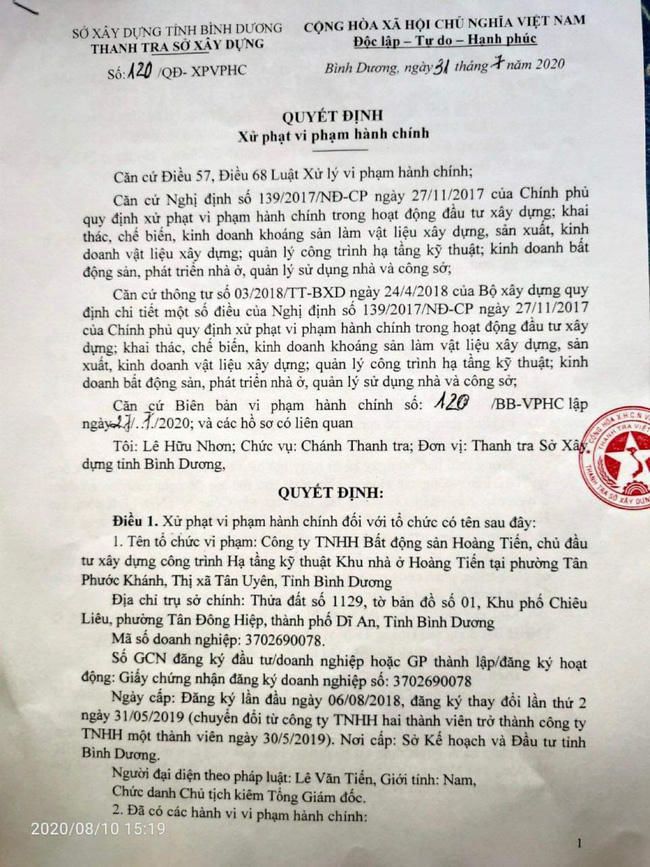 SỞ XÂY DỰNG TỈNH BÌNH DƯƠNG
THANH TRA SỞ XÂY DỰNG
Số: 120 /QĐ- XPVPHC
CỘNG HÒA XÃ HỘI CHỦ NGHĨA VIỆT NAM
Độc lập – Tự do – Hạnh phúc
Bình Dương, ngày 31 tháng 7 năm 2020
QUYẾT ĐỊNH
Xử phạt vi phạm hành chính
Căn cứ Điều 57, Điều 68 Luật Xử lý vi phạm hành chính;
Căn cứ Nghị định số 139/2017/NĐ-CP ngày 27/11/2017 của Chính phủ
quy định xử phạt vi phạm hành chính trong hoạt động đầu tư xây dựng; khai
thác, chế biến, kinh doanh khoáng sản làm vật liệu xây dựng, sản xuất, kinh
doanh vật liệu xây dựng; quản lý công trình hạ tầng kỹ thuật; kinh doanh bất
động sản, phát triển nhà ở, quản lý sử dụng nhà và công sở;
Căn cứ thông tư số 03/2018/TT-BXD ngày 24/4/2018 của Bộ xây dựng quy
định chi tiết một số điều của Nghị định số 139/2017/NĐ-CP ngày 27/11/2017
của Chính phủ quy định xử phạt vi phạm hành chính trong hoạt động đầu tư xây
dựng; khai thác, chế biến, kinh doanh khoáng sản làm vật liệu xây dựng, sản
xuất, kinh doanh vật liệu xây dựng; quản lý công trình hạ tầng kỹ thuật; kinh
doanh bất động sản, phát triển nhà ở, quản lý sử dụng nhà và công sở;
Căn cứ Biên bản vi phạm hành chính số: 120 /BB-VPHC lập
ngày 27/.7./2020; và các hồ sơ có liên quan
Tôi: Lê Hữu Nhơn; Chức vụ: Chánh Thanh tra; Đơn vị: Thanh tra Sở Xây
dựng tỉnh Bình Dương,
CỘNG HÒA X.H.C.N VI
THANH TRA VIỆT
THANH TRA SỞ XÂY DỰNG
QUYẾT ĐỊNH:
Điều 1. Xử phạt vi phạm hành chính đối với tổ chức có tên sau đây:
1. Tên tổ chức vi phạm: Công ty TNHH Bất động sản Hoàng Tiến, chủ đầu
tư xây dựng công trình Hạ tầng kỹ thuật Khu nhà ở Hoàng Tiến tại phường Tân
Phước Khánh, Thị xã Tân Uyên, Tỉnh Bình Dương
Địa chỉ trụ sở chính: Thửa đất số 1129, tờ bản đồ số 01, Khu phố Chiêu
Liêu, phường Tân Đông Hiệp, thành phố Dĩ An, Tỉnh Bình Dương
Mã số doanh nghiệp: 3702690078.
Số GCN đăng ký đầu tư/doanh nghiệp hoặc GP thành lập/đăng ký hoạt
động: Giấy chứng nhận đăng ký doanh nghiệp số: 3702690078
Ngày cấp: Đăng ký lần đầu ngày 06/08/2018, đăng ký thay đổi lần thứ 2
ngày 31/05/2019 (chuyển đổi từ công ty TNHH hai thành viên trở thành công ty
TNHH một thành viên ngày 30/5/2019). Nơi cấp: Sở Kế hoạch và Đầu tư tỉnh
Bình Dương.
Người đại diện theo pháp luật: Lê Văn Tiến, Giới tính: Nam,
Chức danh Chủ tịch kiêm Tổng Giám đốc.
2. Đã có các hành vi vi phạm hành chính:
2020/08/10 15:19
1